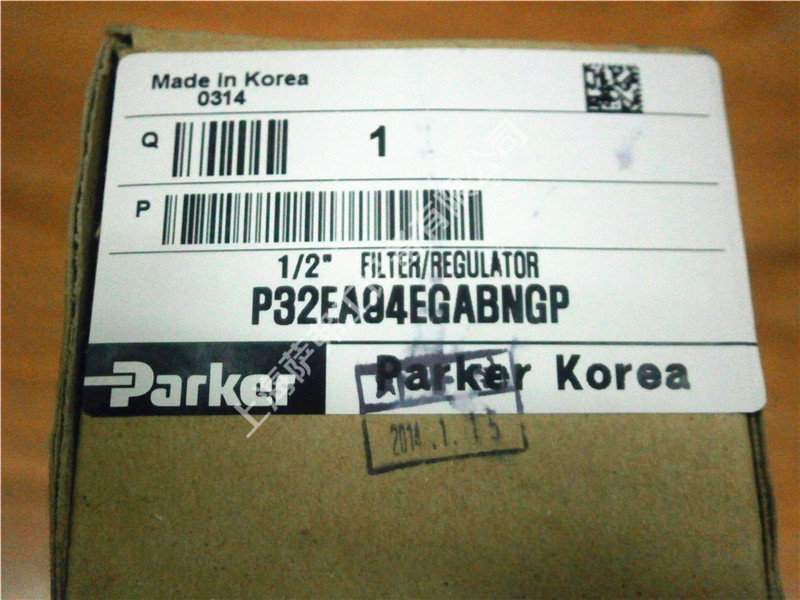 Made in Korea
0314
Q 1
P
1/2" FILTER/REGULATOR
P32EA94EGABNGP
Parker
Parker Korea
2014.1.15